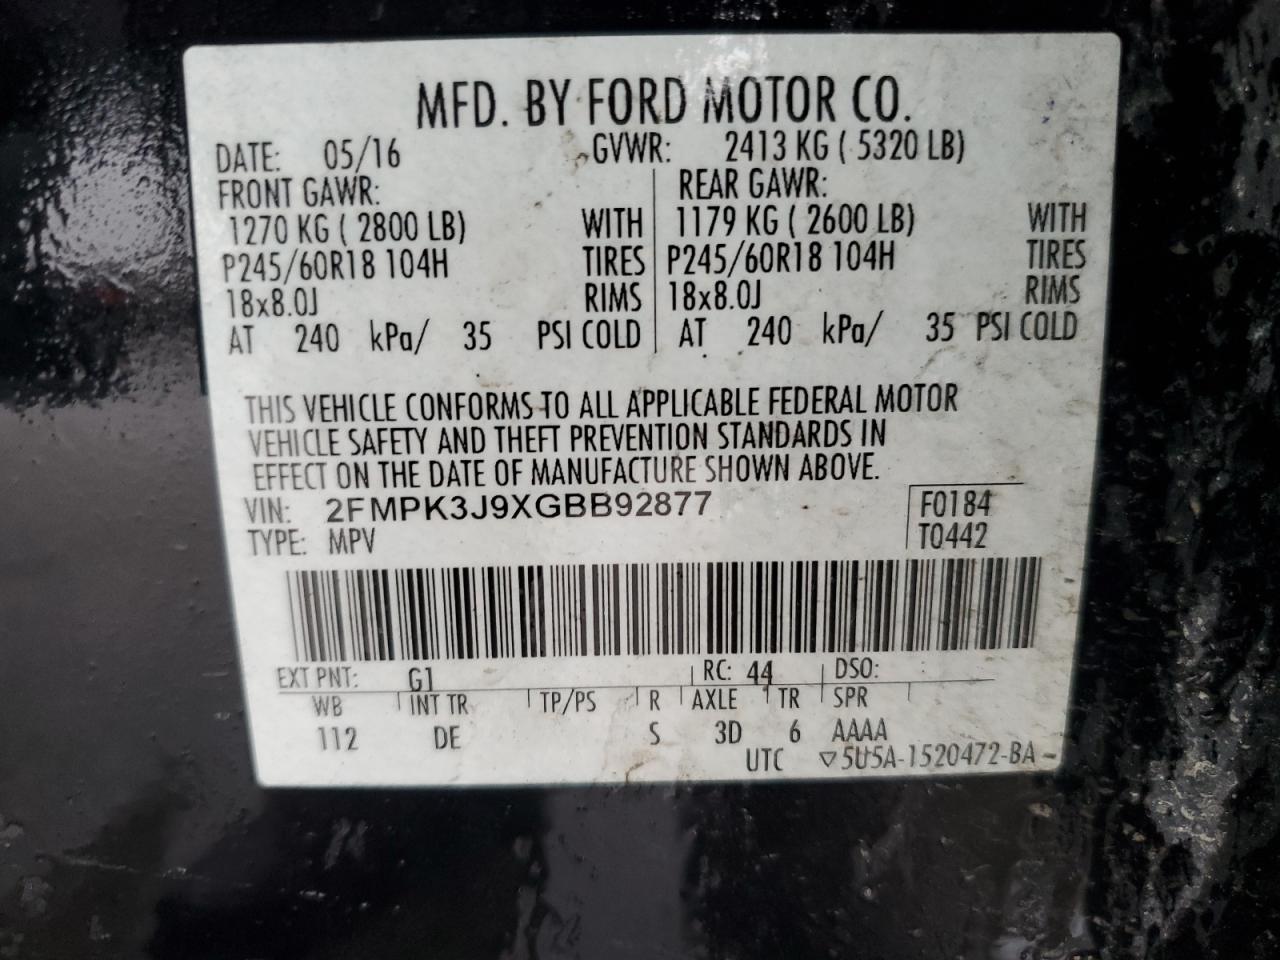 MFD. BY FORD MOTOR CO.
DATE: 05/16 GVWR: 2413 KG ( 5320 LB)
FRONT GAWR: REAR GAWR:
1270 KG ( 2800 LB) WITH 1179 KG ( 2600 LB) WITH
P245/60R18 104H TIRES P245/60R18 104H TIRES
18x8.0J RIMS 18x8.0J RIMS
AT 240 kPa/ 35 PSI COLD AT 240 kPa/ 35 PSI COLD
THIS VEHICLE CONFORMS TO ALL APPLICABLE FEDERAL MOTOR
VEHICLE SAFETY AND THEFT PREVENTION STANDARDS IN
EFFECT ON THE DATE OF MANUFACTURE SHOWN ABOVE.
VIN: 2FMPK3J9XGBB92877 F0184
TYPE: MPV T0442
EXT PNT: G1 RC: 44 DSO:
WB INT TR TP/PS R AXLE TR SPR
112 DE S 3D 6 AAAA
UTC ▽5U5A-1520472-BA